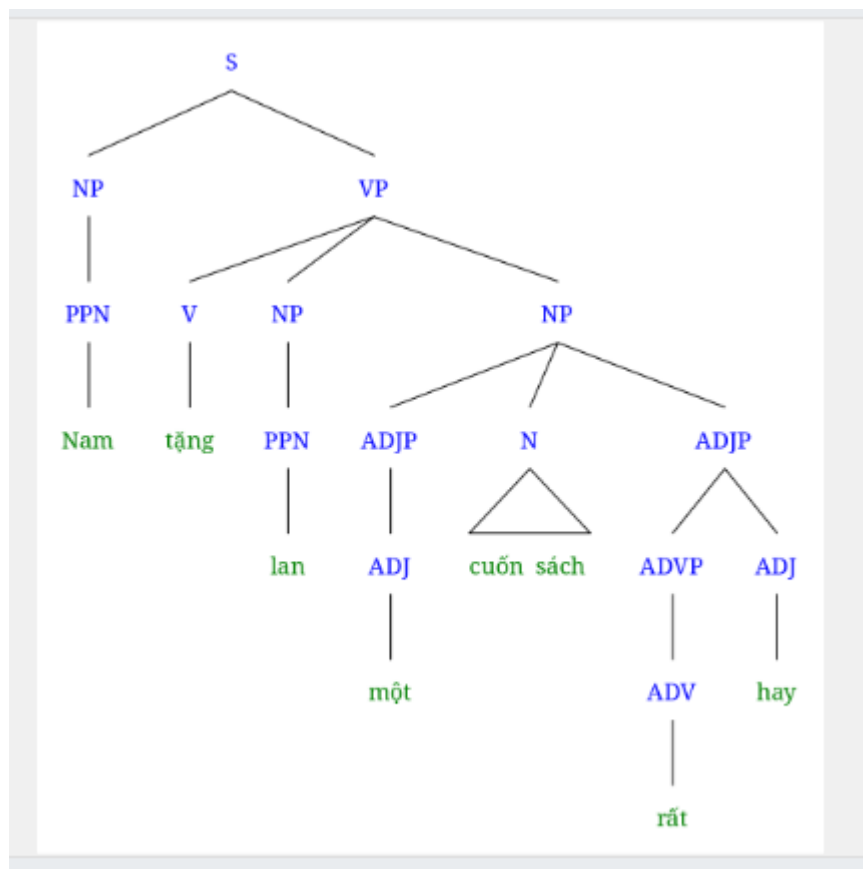 S
NP VP
PPN V NP NP
Nam tặng PPN ADJP N ADJP
lan ADJ cuốn sách ADVP ADJ
một ADV hay
rất